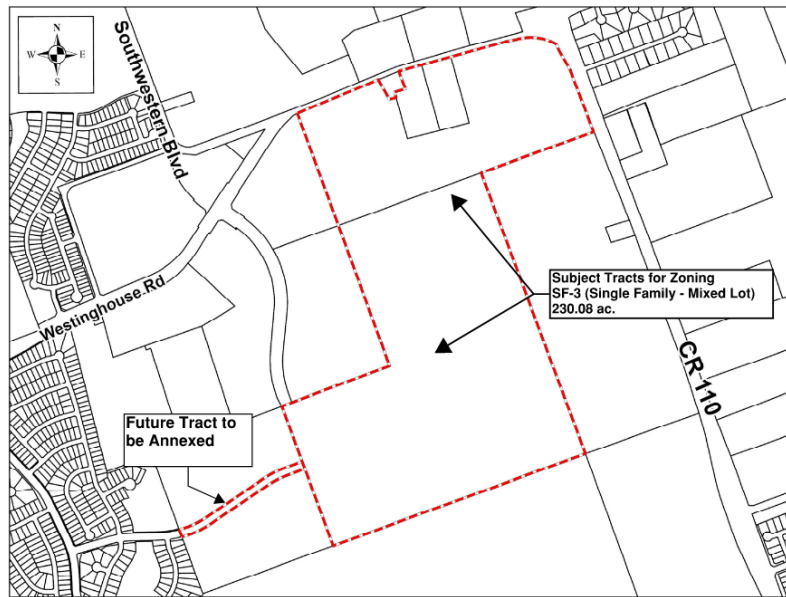 N
W E
S
Southwestern Blvd
Westinghouse Rd
Subject Tracts for Zoning
SF-3 (Single Family - Mixed Lot)
230.08 ac.
CR 110
Future Tract to
be Annexed